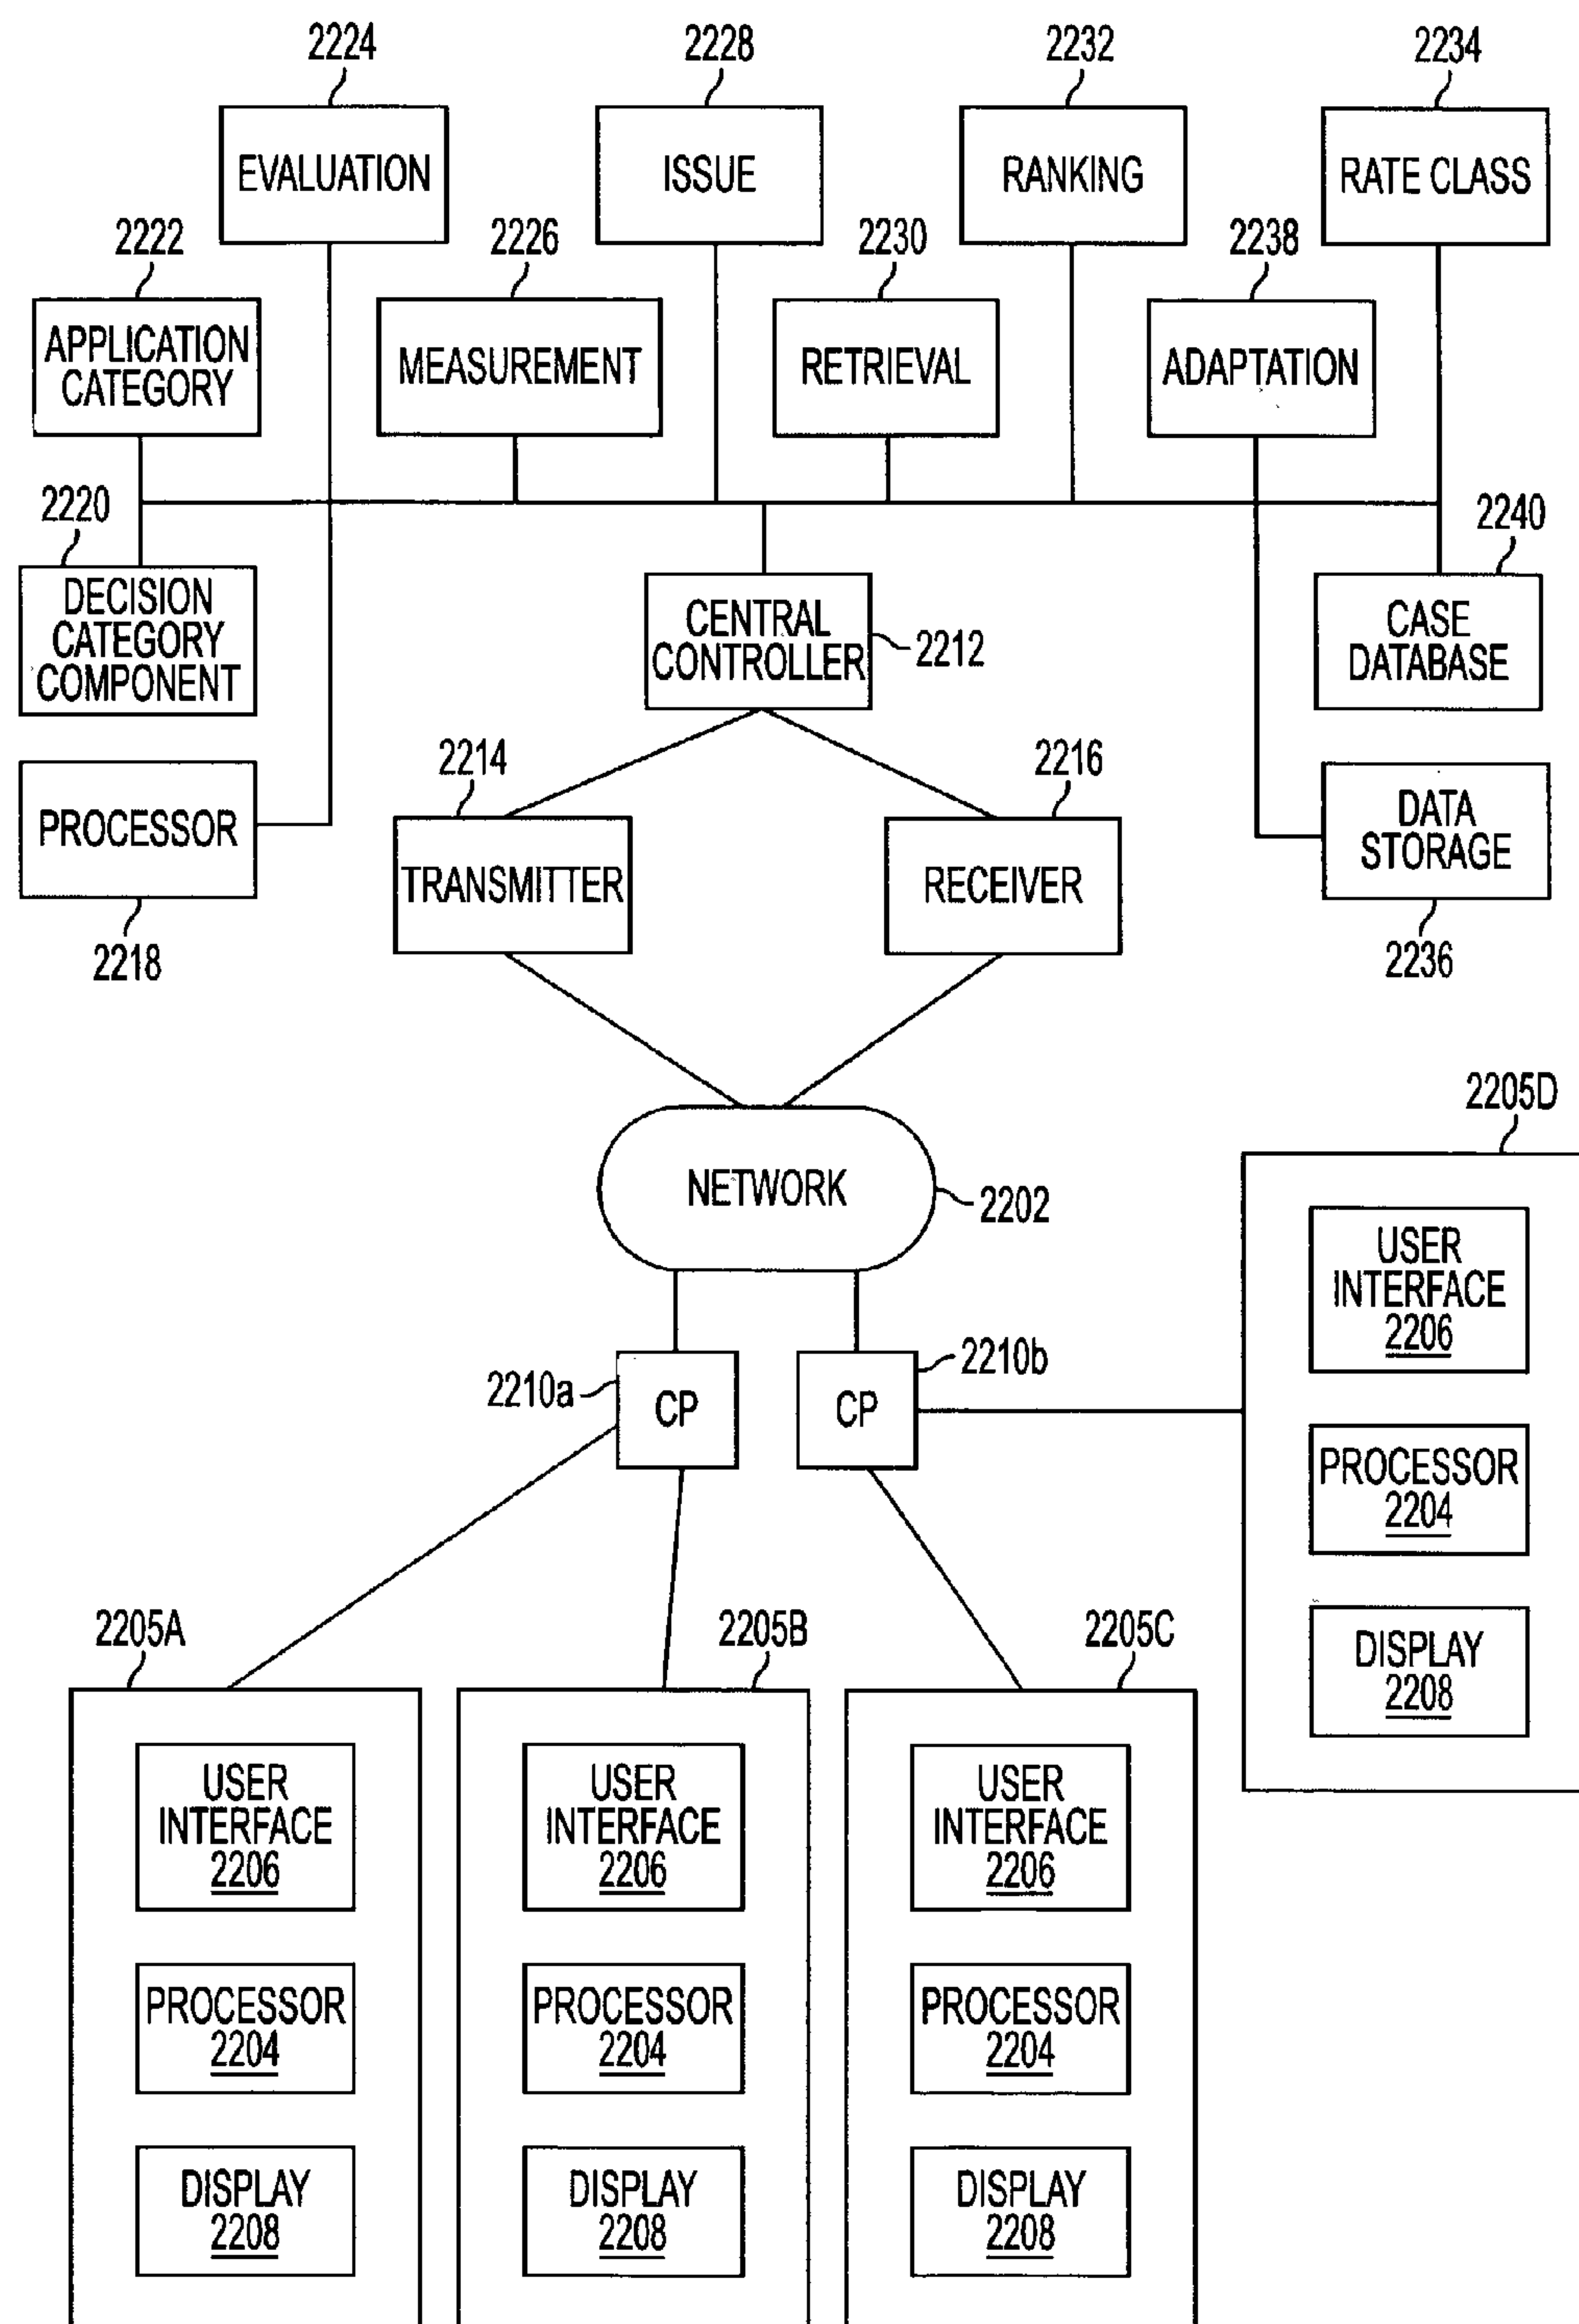 2224
2228
2232
2234
EVALUATION
ISSUE
RANKING
RATE CLASS
2222
2226
2230
2238
APPLICATION
CATEGORY
MEASUREMENT
RETRIEVAL
ADAPTATION
2220
2240
DECISION
CATEGORY
COMPONENT
CENTRAL
CONTROLLER
2212
CASE
DATABASE
2214
2216
PROCESSOR
TRANSMITTER
RECEIVER
DATA
STORAGE
2218
2236
NETWORK
2202
2205D
USER
INTERFACE
2206
PROCESSOR
2204
DISPLAY
2208
2210a
CP
CP
2210b
2205A
USER
INTERFACE
2206
PROCESSOR
2204
DISPLAY
2208
2205B
USER
INTERFACE
2206
PROCESSOR
2204
DISPLAY
2208
2205C
USER
INTERFACE
2206
PROCESSOR
2204
DISPLAY
2208